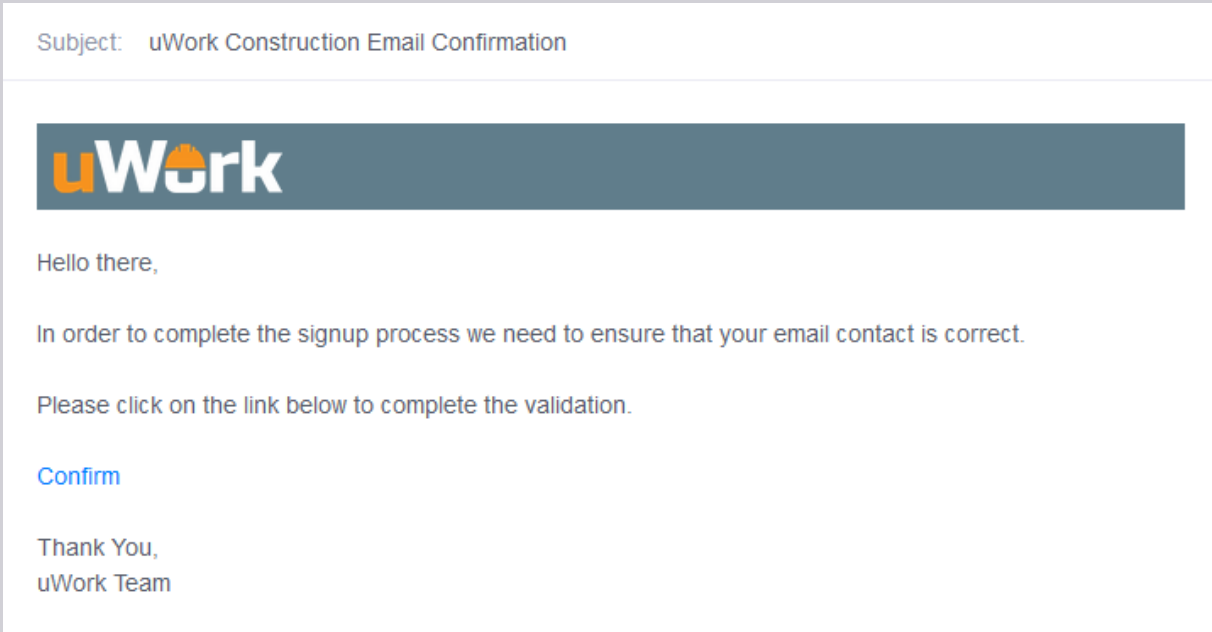 Subject: uWork Construction Email Confirmation
uWork
Hello there,
In order to complete the signup process we need to ensure that your email contact is correct.
Please click on the link below to complete the validation.
Confirm
Thank You,
uWork Team